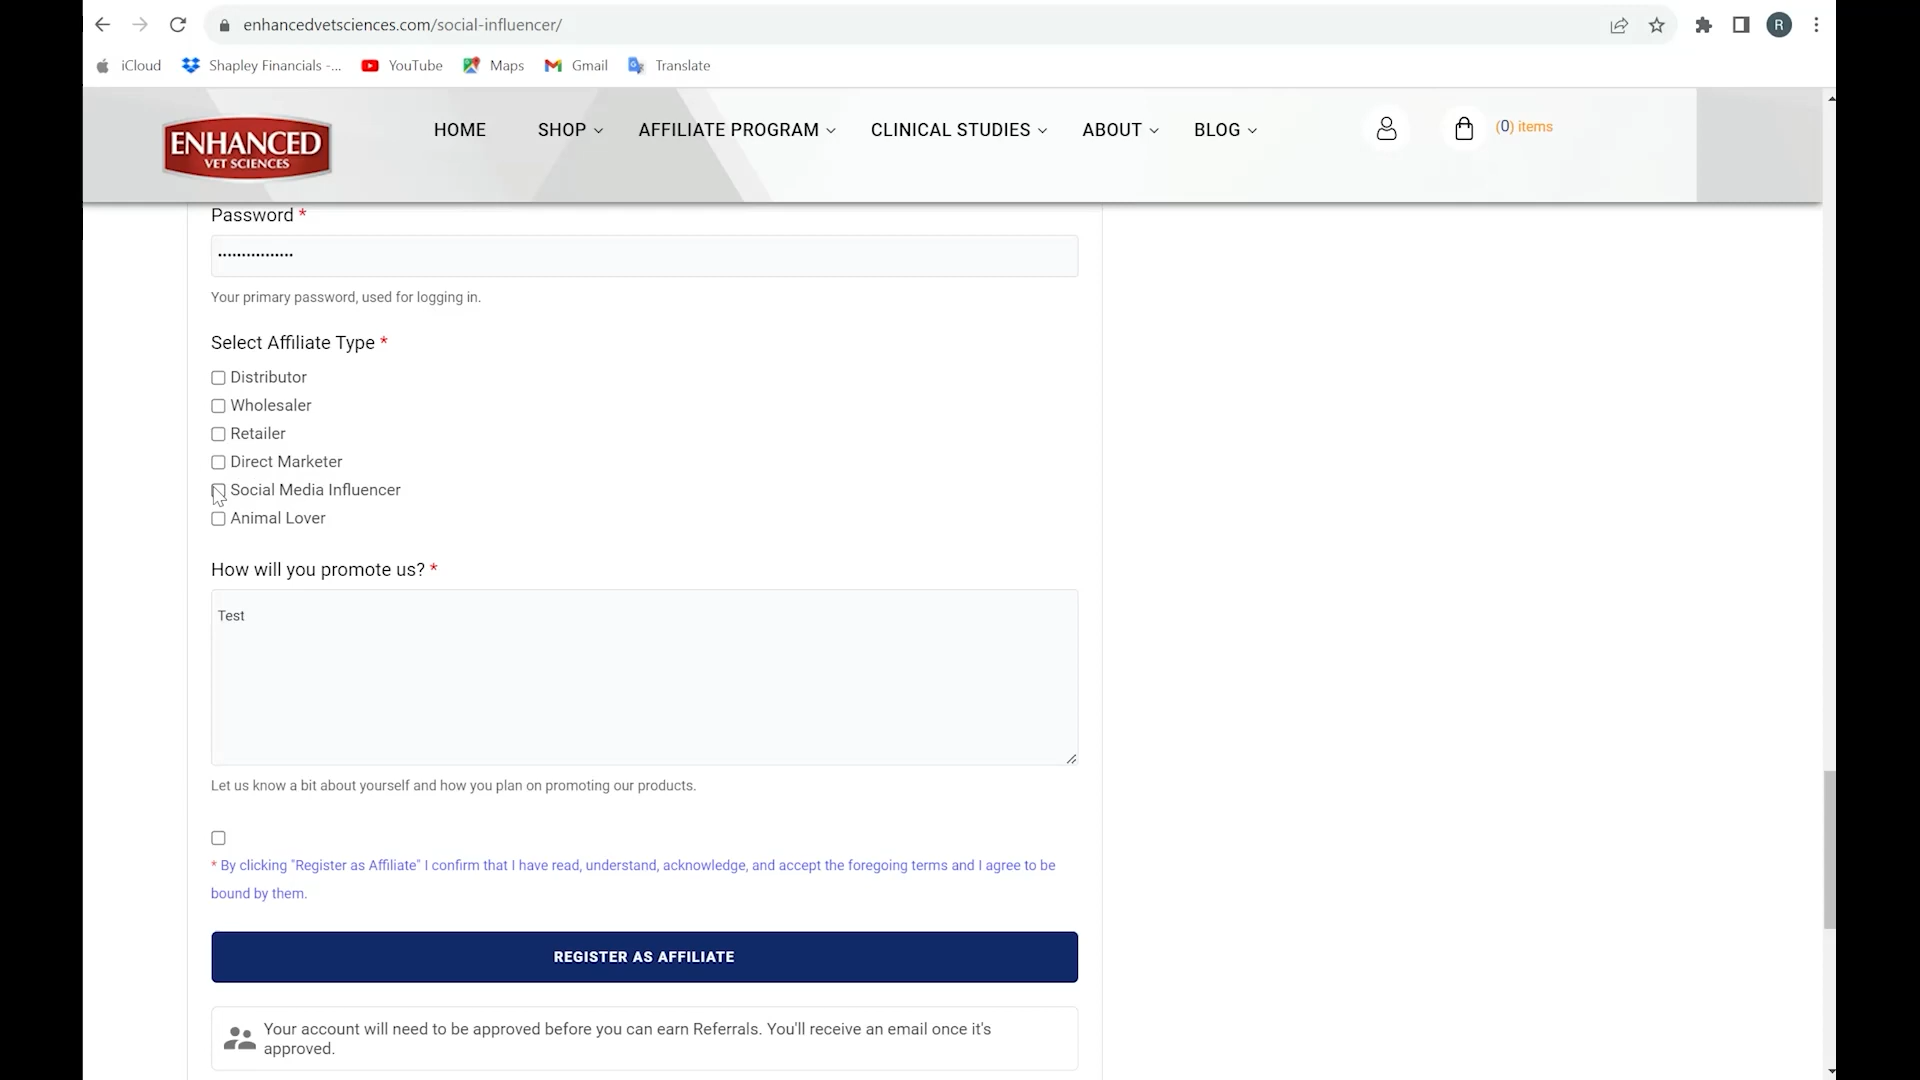 enhancedvetsciences.com/social-influencer/
R
iCloud
Shapley Financials -...
YouTube
Maps
Gmail
Translate
ENHANCED
VET SCIENCES
HOME
SHOP
AFFILIATE PROGRAM
CLINICAL STUDIES
ABOUT
BLOG
(0) items
Password *
Your primary password, used for logging in.
Select Affiliate Type *
Distributor
Wholesaler
Retailer
Direct Marketer
Social Media Influencer
Animal Lover
How will you promote us? *
Test
Let us know a bit about yourself and how you plan on promoting our products.
* By clicking "Register as Affiliate" I confirm that I have read, understand, acknowledge, and accept the foregoing terms and I agree to be
bound by them.
REGISTER AS AFFILIATE
Your account will need to be approved before you can earn Referrals. You'll receive an email once it's
approved.